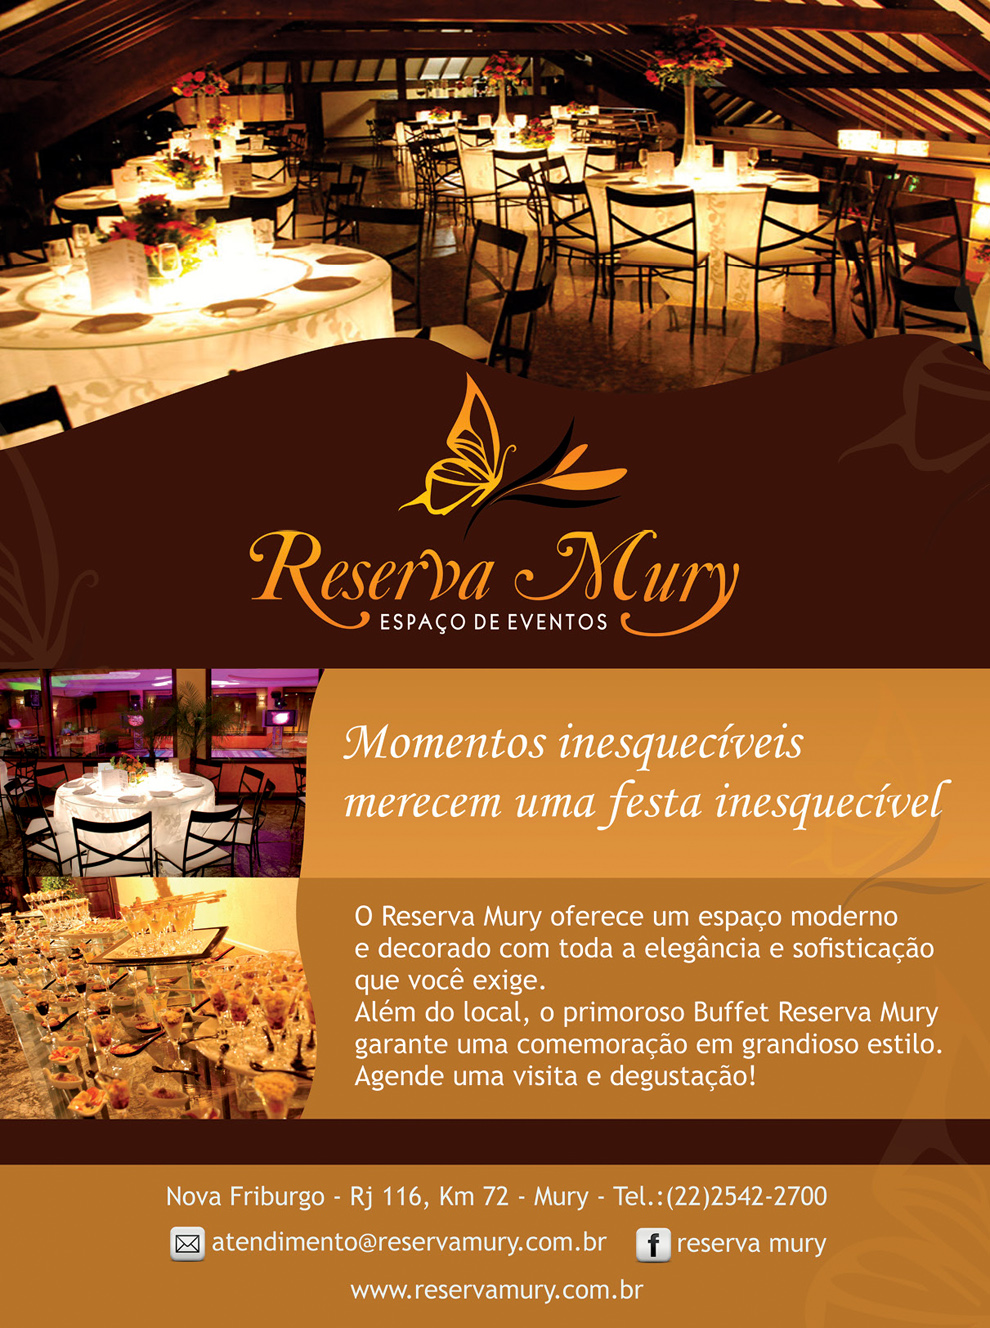 Reserva Mury
ESPAÇO DE EVENTOS
Momentos inesquecíveis
merecem uma festa inesquecível
O Reserva Mury oferece um espaço moderno
e decorado com toda a elegância e sofisticação
que você exige.
Além do local, o primoroso Buffet Reserva Mury
garante uma comemoração em grandioso estilo.
Agende uma visita e degustação!
Nova Friburgo - Rj 116, Km 72 - Mury - Tel.:(22)2542-2700
atendimento@reservamury.com.br f reserva mury
www.reservamury.com.br